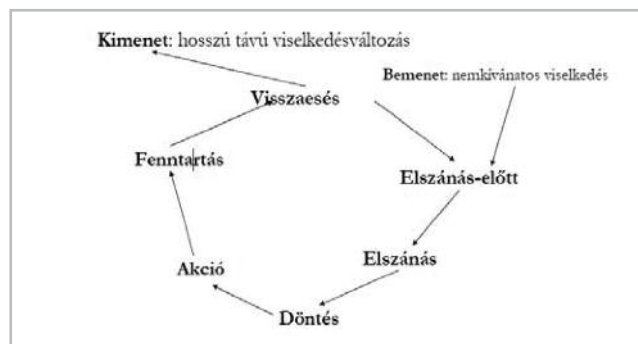 Kimenet: hosszú távú viselkedésváltozás
Bemenet: nemkívánatos viselkedés
Visszaesés
Fenntartás
Elszánás-előtt
Elszánás
Akció
Döntés